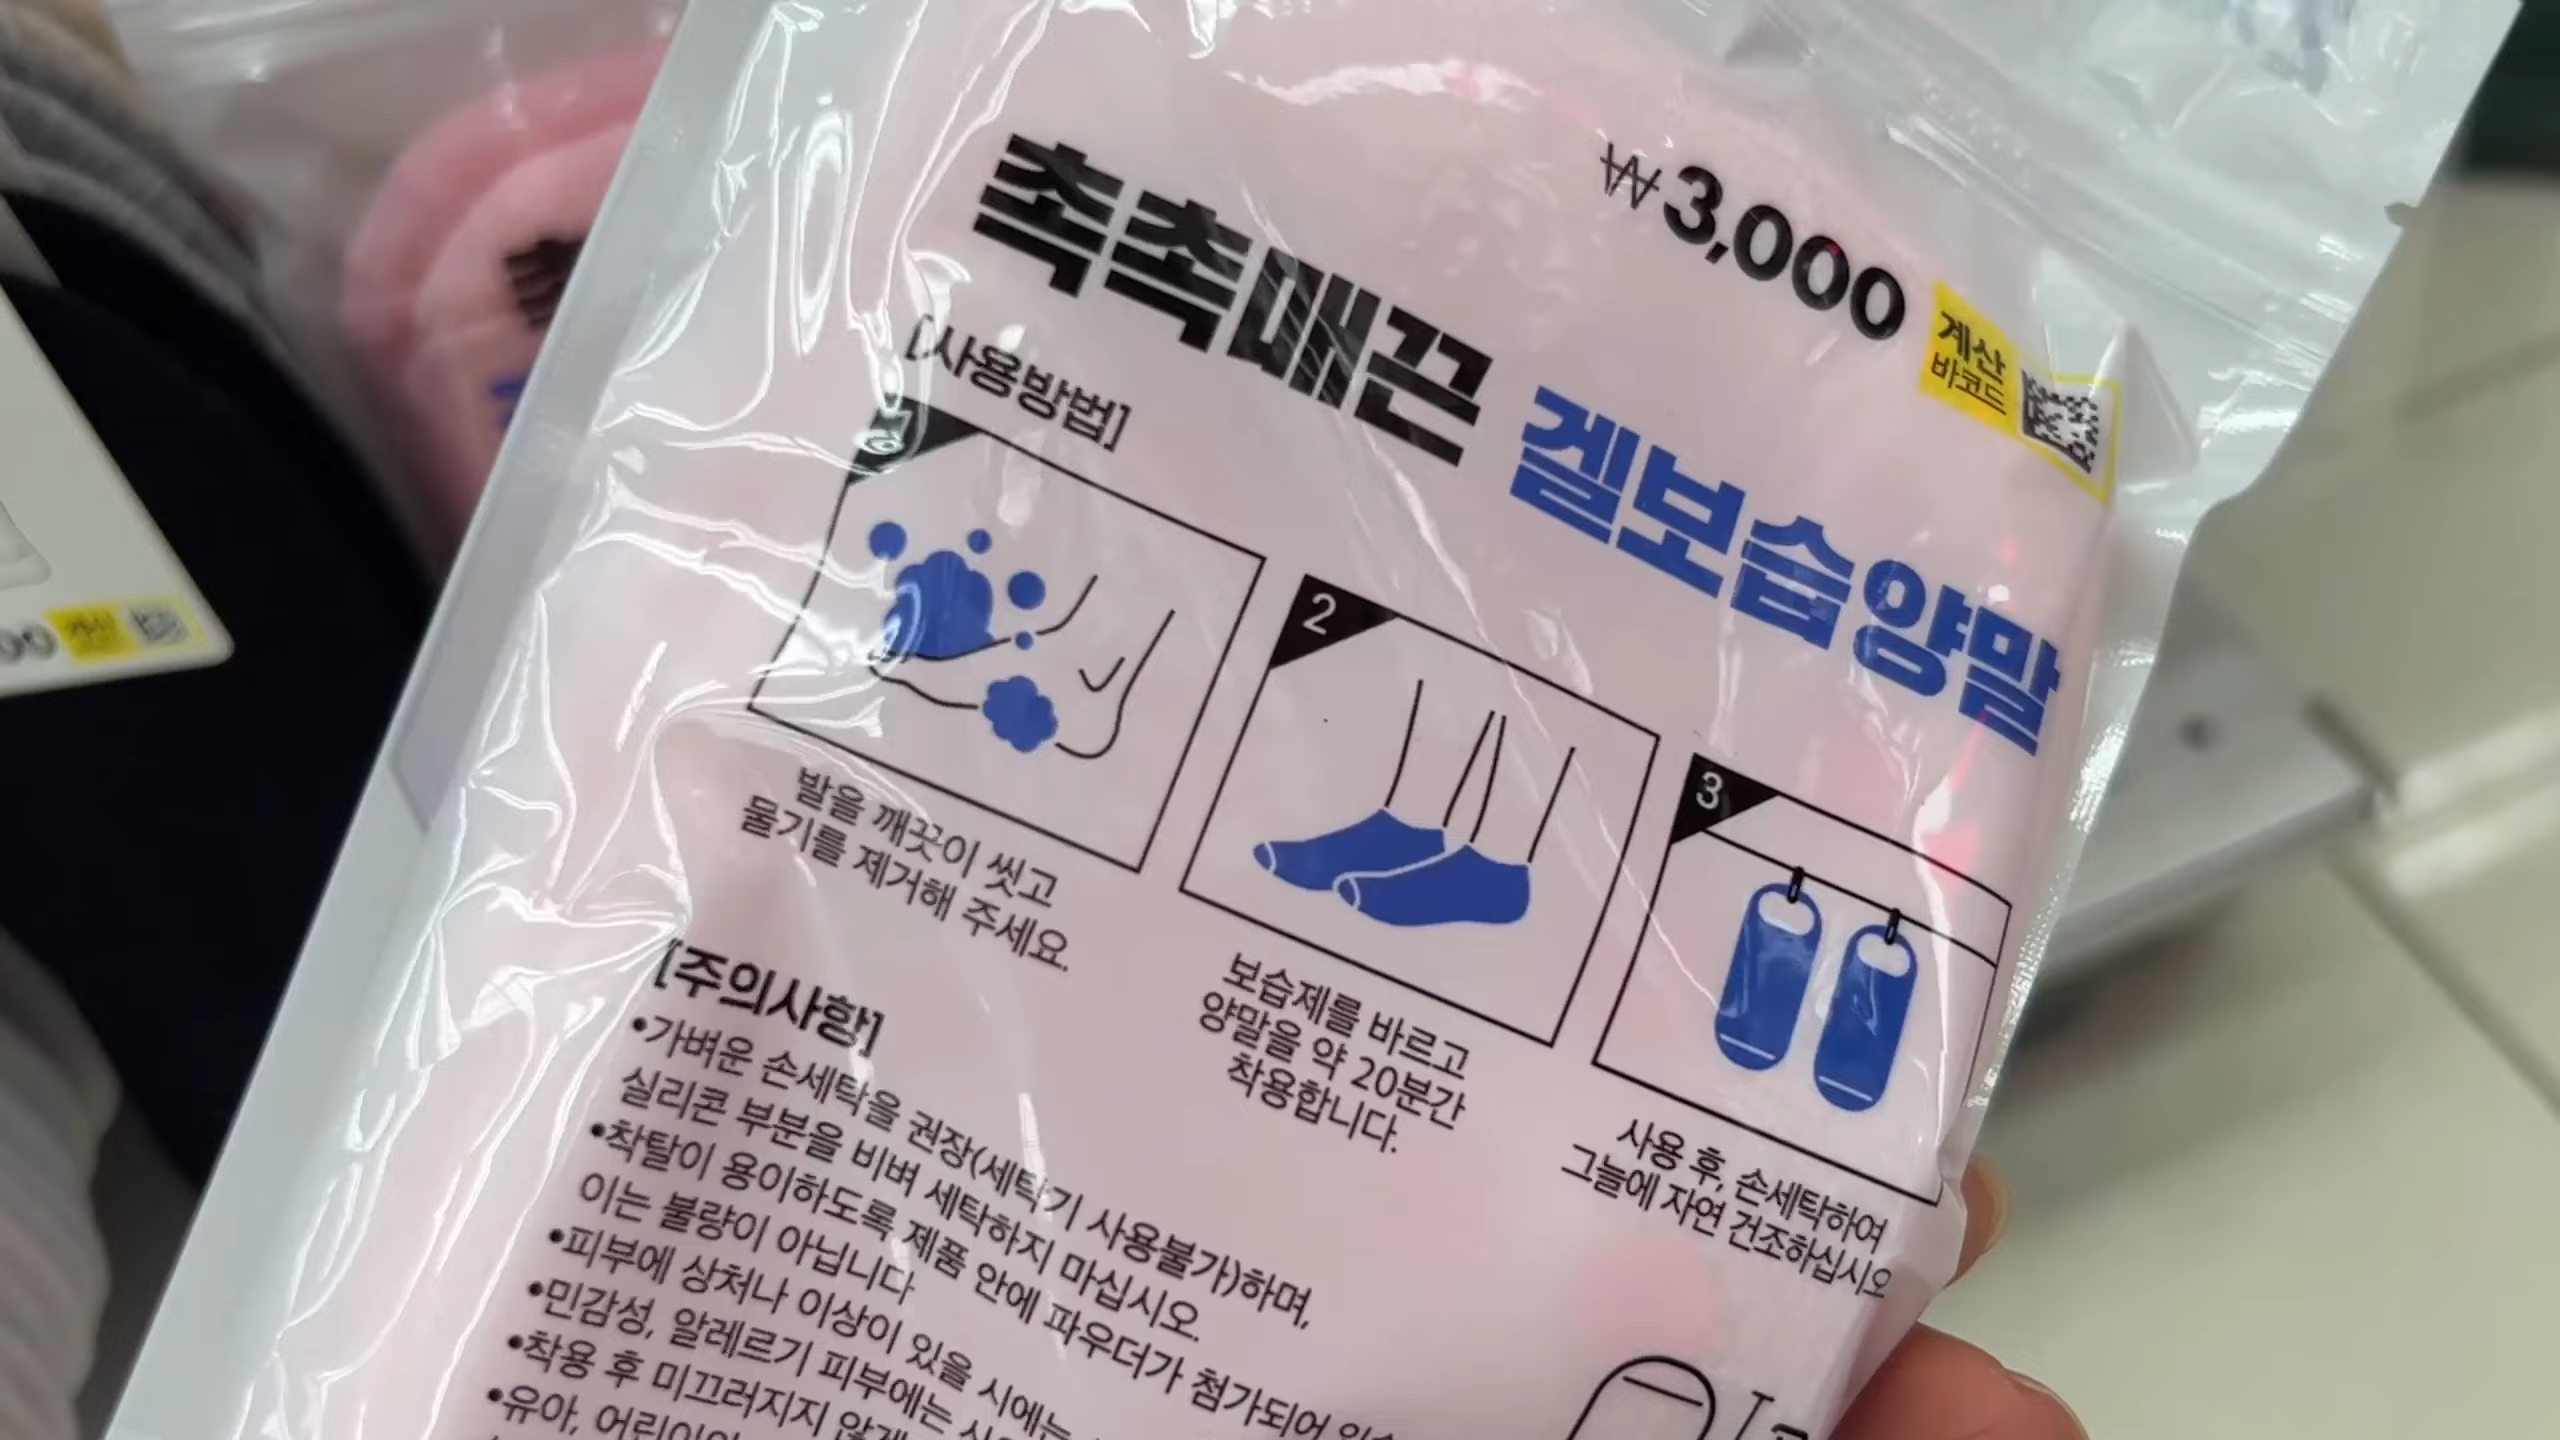 ₩3,000
계산
바코드
촉촉매끈 겔보습양말
[사용방법]
2
3
발을 깨끗이 씻고
물기를 제거해 주세요.
보습제를 바르고
양말을 약 20분간
착용합니다.
사용 후, 손세탁하여
그늘에 자연 건조하십시오
[주의사항]
•가벼운 손세탁을 권장(세탁기 사용불가)하며,
실리콘 부분을 비벼 세탁하지 마십시오.
•착탈이 용이하도록 제품 안에 파우더가 첨가되어
이는 불량이 아닙니다
•피부에 상처나 이상이 있을 시에는
•민감성, 알레르기 피부에는
•착용 후 미끄러지지 않게
•유아,
00
계산